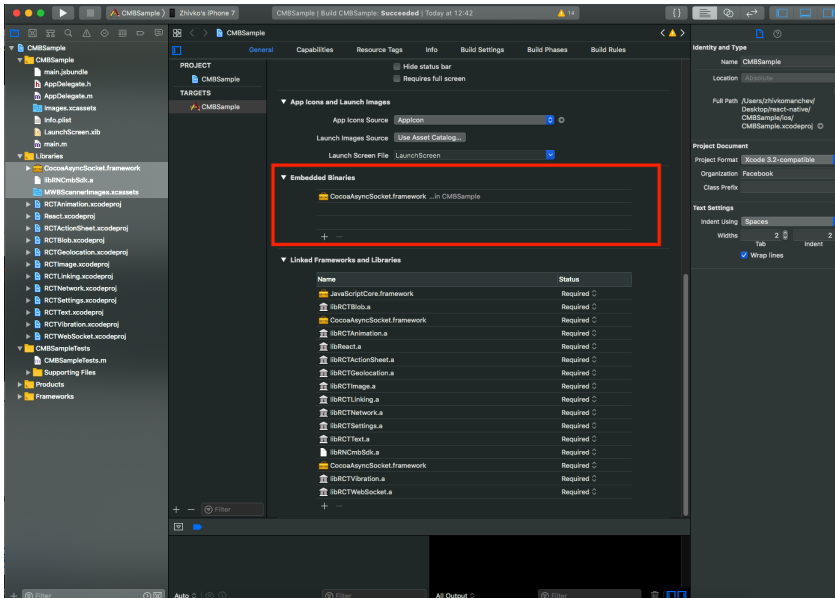 CMBSample
Zhivko's iPhone 7
CMBSample | Build CMBSample: Succeeded | Today at 12:42
14
CMBSample
General
Capabilities
Resource Tags
Info
Build Settings
Build Phases
Build Rules
CMBSample
CMBSample
main.jsbundle
AppDelegate.h
AppDelegate.m
Images.xcassets
Info.plist
LaunchScreen.xib
main.m
Libraries
CocoaAsyncSocket.framework
libRNCmbSdk.a
MWBScannerImages.xcassets
RCTAnimation.xcodeproj
React.xcodeproj
RCTActionSheet.xcodeproj
RCTBlob.xcodeproj
RCTGeolocation.xcodeproj
RCTImage.xcodeproj
RCTLinking.xcodeproj
RCTNetwork.xcodeproj
RCTSettings.xcodeproj
RCTText.xcodeproj
RCTVibration.xcodeproj
RCTWebSocket.xcodeproj
CMBSampleTests
CMBSampleTests.m
Supporting Files
Products
Frameworks
PROJECT
CMBSample
TARGETS
CMBSample
Hide status bar
Requires full screen
App Icons and Launch Images
App Icons Source AppIcon
Launch Images Source Use Asset Catalog...
Launch Screen File LaunchScreen
Embedded Binaries
CocoaAsyncSocket.framework ...in CMBSample
+ −
Linked Frameworks and Libraries
Name Status
JavaScriptCore.framework Required
libRCTBlob.a Required
CocoaAsyncSocket.framework Required
libRCTAnimation.a Required
libReact.a Required
libRCTActionSheet.a Required
libRCTGeolocation.a Required
libRCTImage.a Required
libRCTLinking.a Required
libRCTNetwork.a Required
libRCTSettings.a Required
libRCTText.a Required
libRNCmbSdk.a Required
CocoaAsyncSocket.framework Required
libRCTVibration.a Required
libRCTWebSocket.a Required
+ −
+ − Filter
Identity and Type
Name CMBSample
Location Absolute
Full Path /Users/zhivkomanchev/
Desktop/react-native/
CMBSample/ios/
CMBSample.xcodeproj
Project Document
Project Format Xcode 3.2-compatible
Organization Facebook
Class Prefix
Text Settings
Indent Using Spaces
Widths 2 2
Tab Indent
Wrap lines
+ Filter
Auto
Filter
All Output
Filter